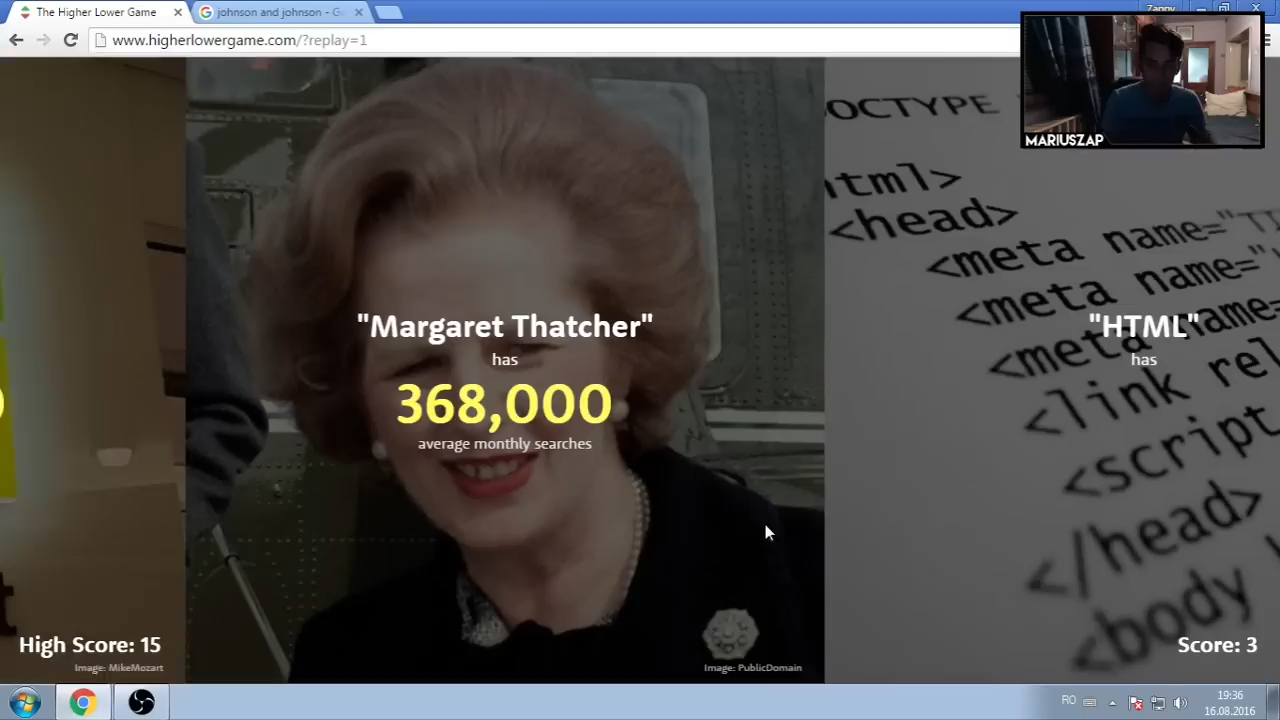 The Higher Lower Game
johnson and johnson - G
Zappy
www.higherlowergame.com/?replay=1
MARIUSZAP
OCTYPE
html>
<head>
<meta name="TI
<meta name="
<meta name=
<link rel
<script
</head>
<body
"Margaret Thatcher"
has
368,000
average monthly searches
"HTML"
has
High Score: 15
Image: MikeMozart
Image: PublicDomain
Score: 3
RO
19:36
16.08.2016